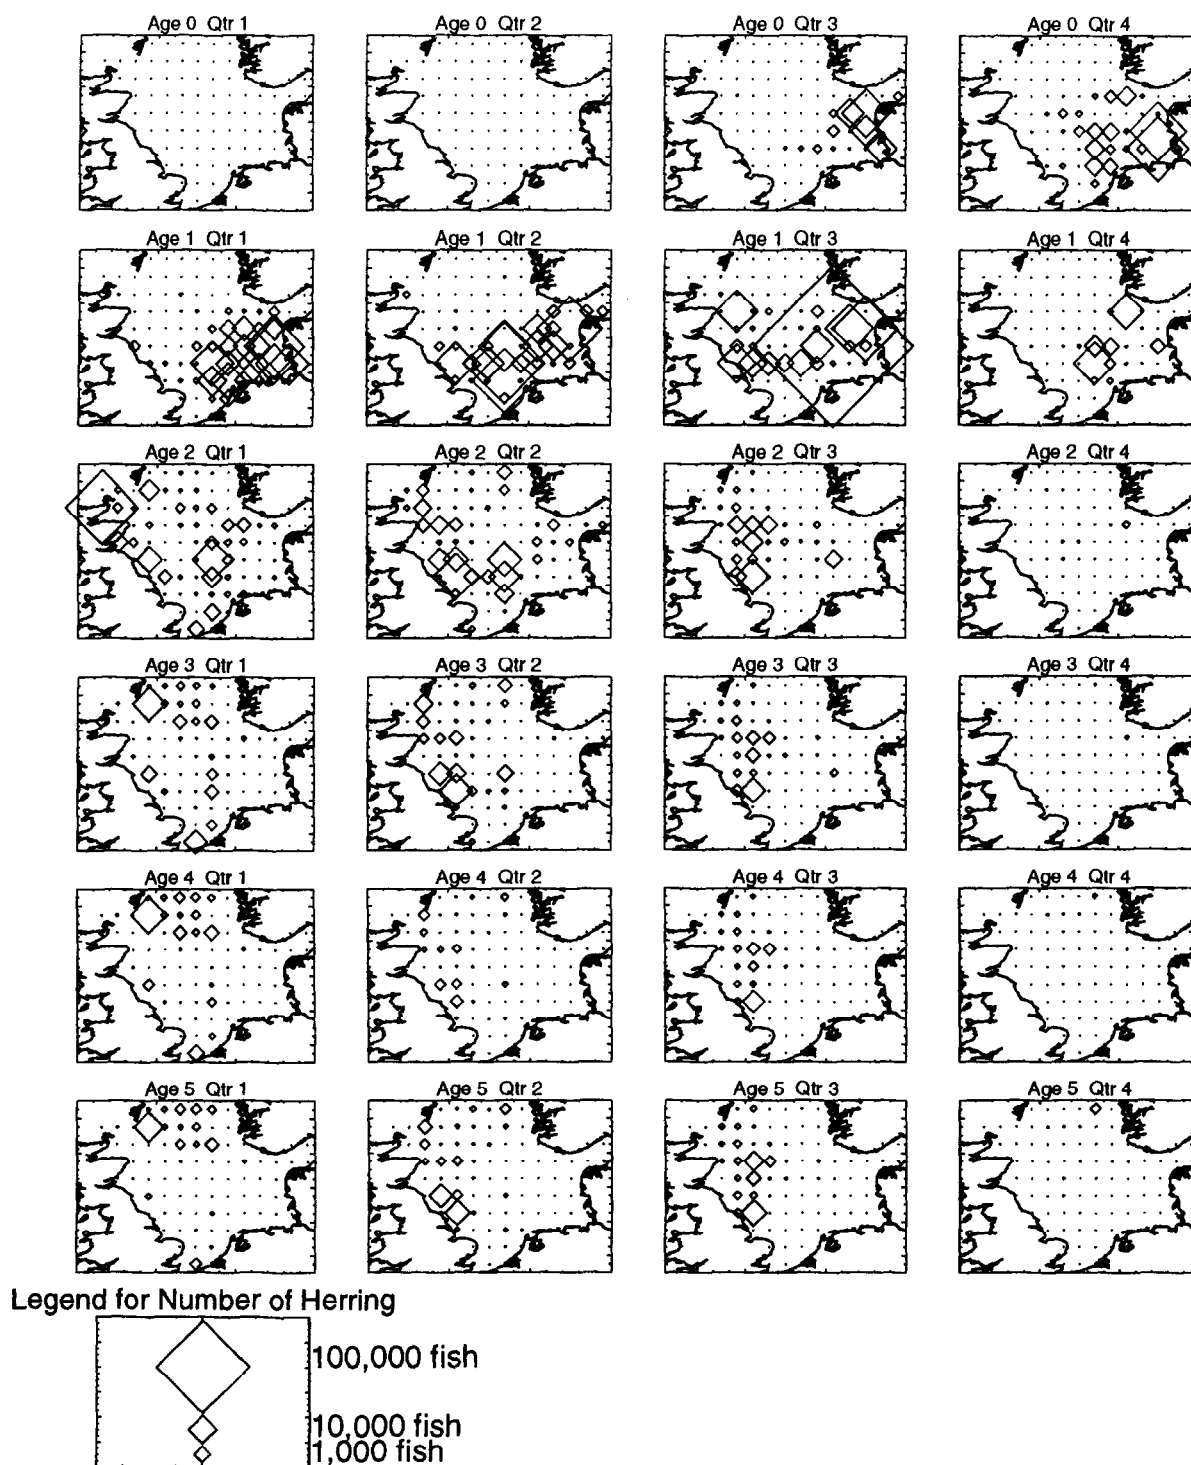 Age 0 Qtr 1
Age 0 Qtr 2
Age 0 Qtr 3
Age 0 Qtr 4
Age 1 Qtr 1
Age 1 Qtr 2
Age 1 Qtr 3
Age 1 Qtr 4
Age 2 Qtr 1
Age 2 Qtr 2
Age 2 Qtr 3
Age 2 Qtr 4
Age 3 Qtr 1
Age 3 Qtr 2
Age 3 Qtr 3
Age 3 Qtr 4
Age 4 Qtr 1
Age 4 Qtr 2
Age 4 Qtr 3
Age 4 Qtr 4
Age 5 Qtr 1
Age 5 Qtr 2
Age 5 Qtr 3
Age 5 Qtr 4
Legend for Number of Herring
100,000 fish
10,000 fish
1,000 fish